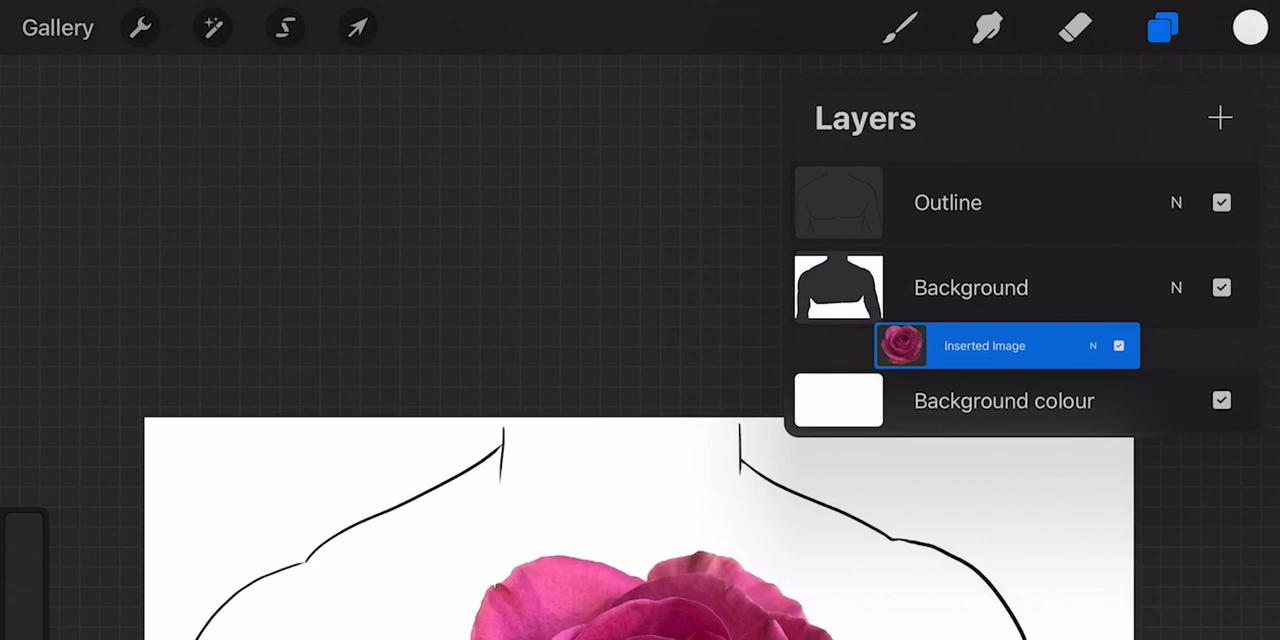 Gallery
Layers
Outline N
Background N
Inserted Image N
Background colour